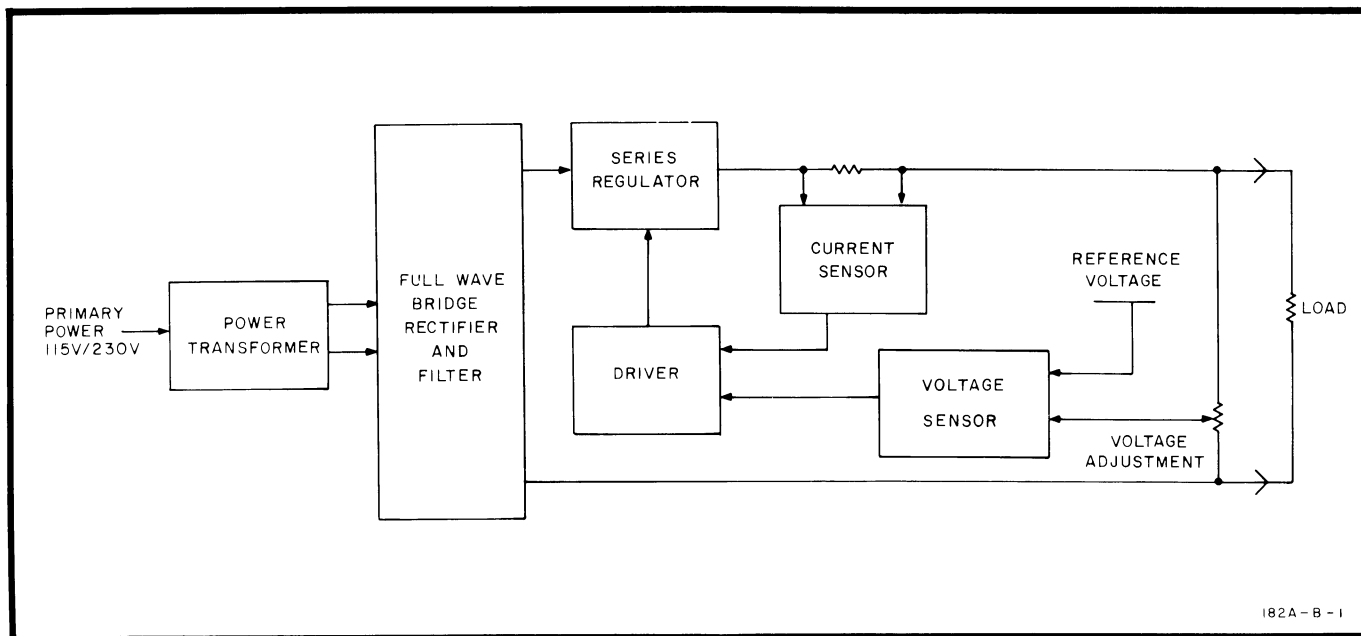 SERIES
REGULATOR
CURRENT
SENSOR
REFERENCE
VOLTAGE
FULL WAVE
BRIDGE
RECTIFIER
AND
FILTER
PRIMARY
POWER
115V/230V
POWER
TRANSFORMER
LOAD
DRIVER
VOLTAGE
SENSOR
VOLTAGE
ADJUSTMENT
182A-B-1